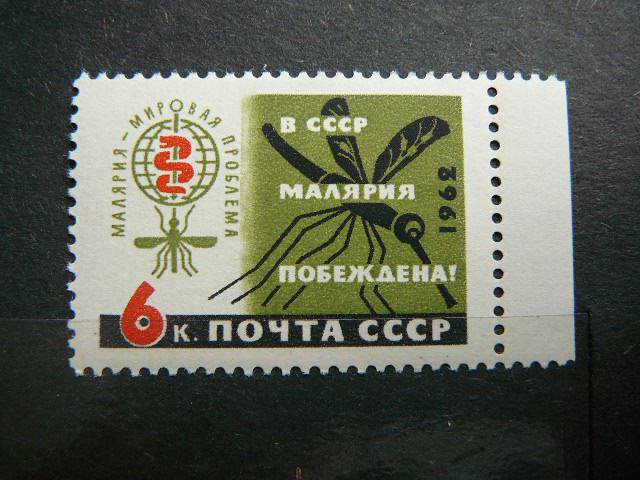 МАЛЯРИЯ – МИРОВАЯ ПРОБЛЕМА
В СССР
МАЛЯРИЯ
ПОБЕЖДЕНА!
1962
6 к. ПОЧТА СССР